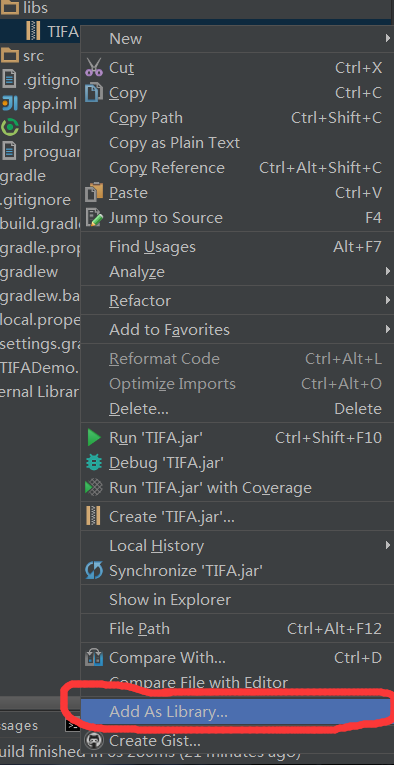 libs
TIFA
src
.gitigno
app.iml
build.gr
proguar
gradle
.gitignore
build.gradle
gradle.prop
gradlew
gradlew.ba
local.prope
settings.gra
TIFADemo.
ernal Librar
New
Cut Ctrl+X
Copy Ctrl+C
Copy Path Ctrl+Shift+C
Copy as Plain Text
Copy Reference Ctrl+Alt+Shift+C
Paste Ctrl+V
Jump to Source F4
Find Usages Alt+F7
Analyze
Refactor
Add to Favorites
Reformat Code Ctrl+Alt+L
Optimize Imports Ctrl+Alt+O
Delete... Delete
Run 'TIFA.jar' Ctrl+Shift+F10
Debug 'TIFA.jar'
Run 'TIFA.jar' with Coverage
Create 'TIFA.jar'...
Local History
Synchronize 'TIFA.jar'
Show in Explorer
File Path Ctrl+Alt+F12
Compare With... Ctrl+D
Compare File with Editor
Add As Library...
Create Gist...
ssages
uild finished in 6s 286ms (21 minutes ago)